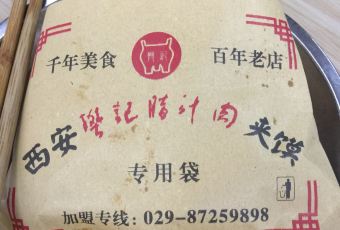 千年美食 百年老店
西安樊記腊汁肉夹馍
专用袋
加盟专线: 029-87259898